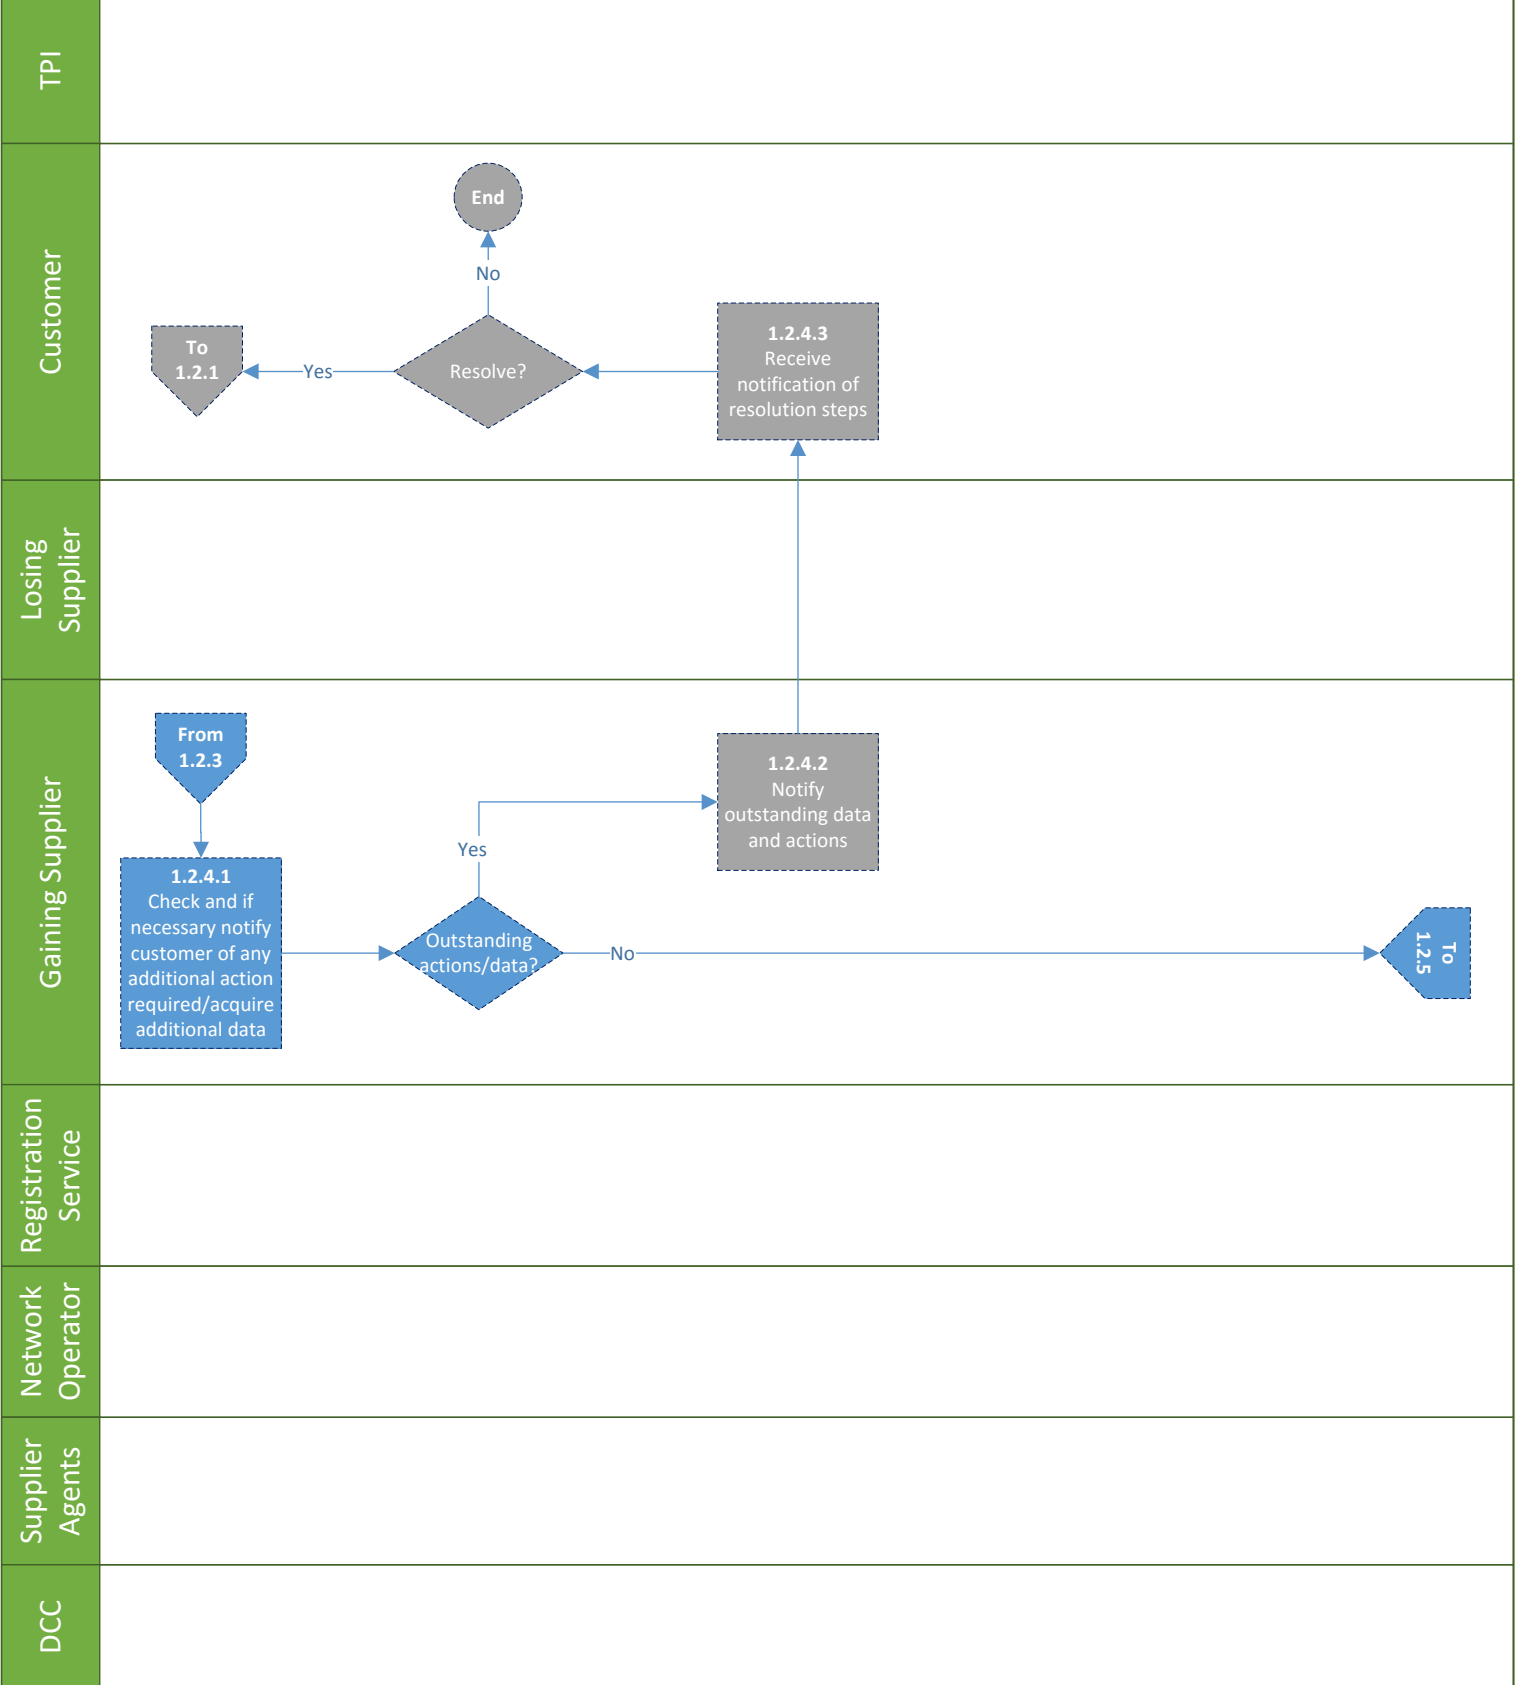 TPI
Customer
End
No
To
1.2.1
Yes
Resolve?
1.2.4.3
Receive
notification of
resolution steps
Losing
Supplier
Gaining Supplier
From
1.2.3
1.2.4.1
Check and if
necessary notify
customer of any
additional action
required/acquire
additional data
Yes
Outstanding
actions/data?
1.2.4.2
Notify
outstanding data
and actions
No
To
1.2.5
Registration
Service
Network
Operator
Supplier
Agents
DCC